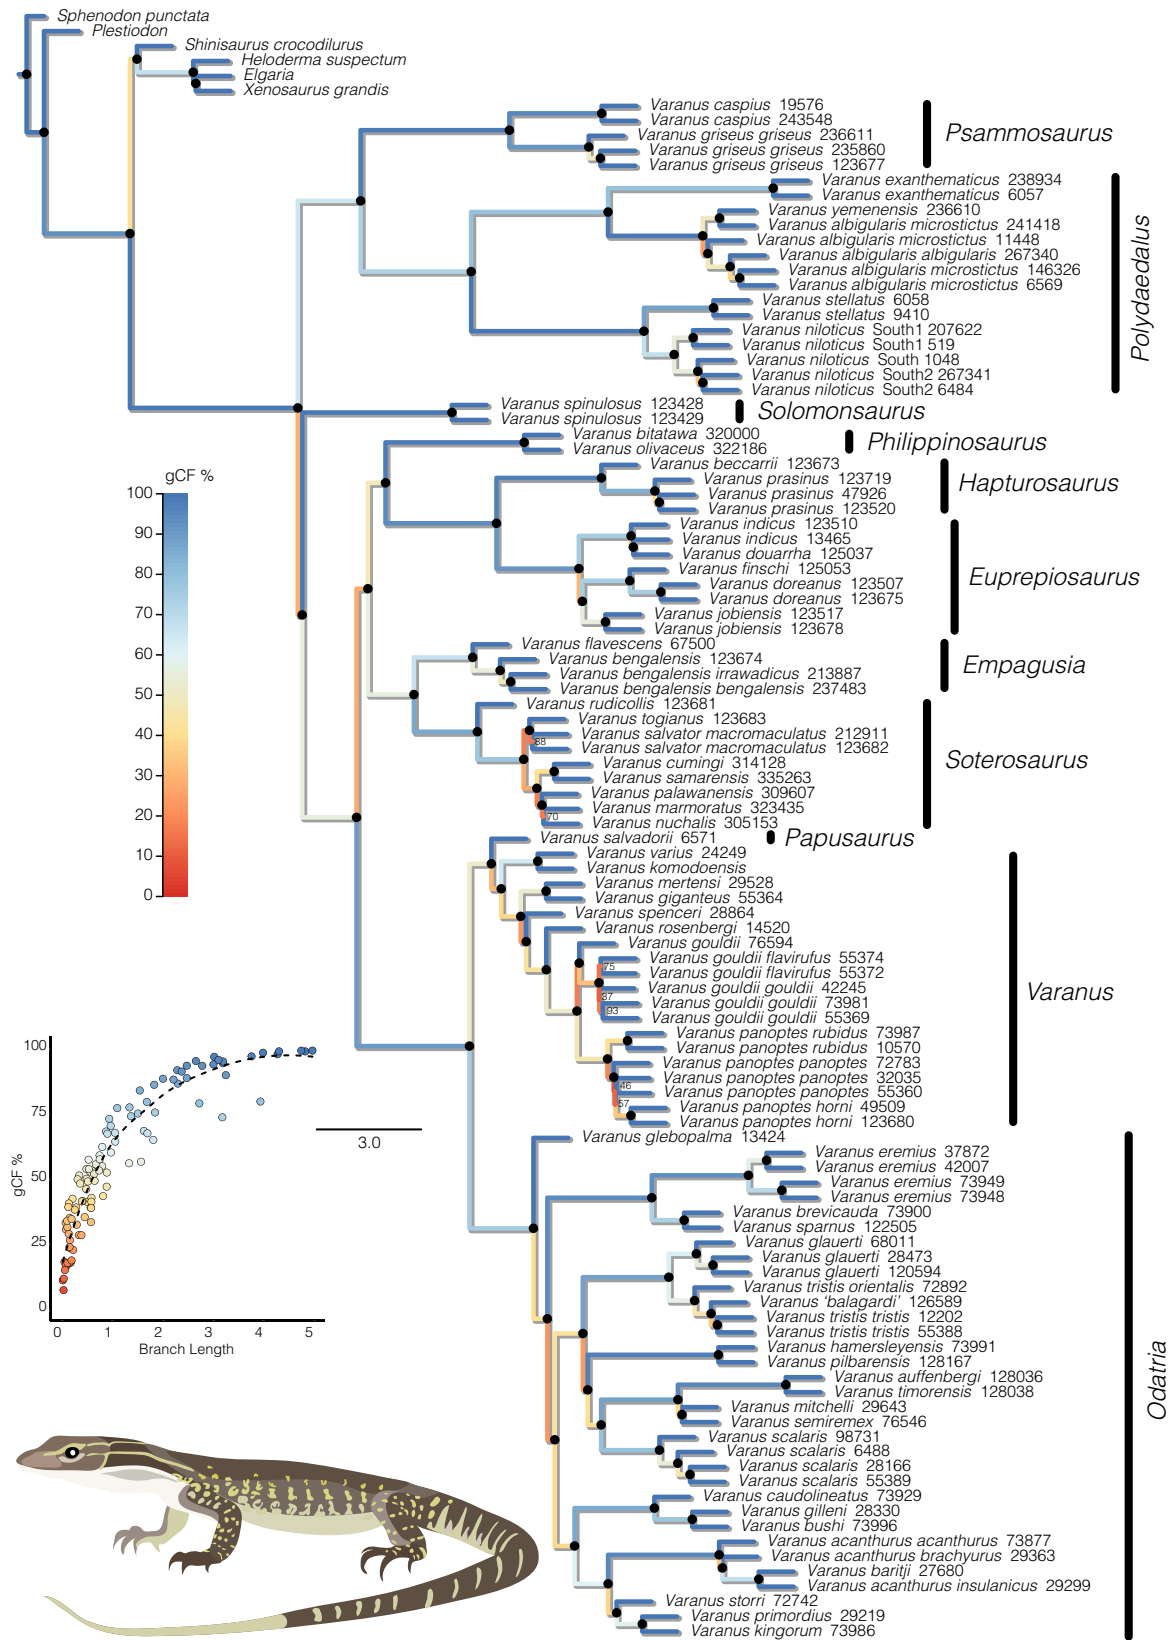 Sphenodon punctata
Plestiodon
Shinisaurus crocodilurus
Heloderma suspectum
Elgaria
Xenosaurus grandis
Varanus caspius 19576
Varanus caspius 243548
Varanus griseus griseus 236611
Varanus griseus griseus 235860
Varanus griseus griseus 123677
Psammosaurus
Varanus exanthematicus 238934
Varanus exanthematicus 6057
Varanus yemenensis 236610
Varanus albigularis microstictus 241418
Varanus albigularis microstictus 11448
Varanus albigularis albigularis 267340
Varanus albigularis microstictus 146326
Varanus albigularis microstictus 6569
Varanus stellatus 6058
Varanus stellatus 9410
Varanus niloticus South1 207622
Varanus niloticus South1 519
Varanus niloticus South 1048
Varanus niloticus South2 267341
Varanus niloticus South2 6484
Polydaedalus
Varanus spinulosus 123428
Varanus spinulosus 123429
Solomonsaurus
Varanus bitatawa 320000
Varanus olivaceus 322186
Philippinosaurus
Varanus beccarrii 123673
Varanus prasinus 123719
Varanus prasinus 47926
Varanus prasinus 123520
Hapturosaurus
Varanus indicus 123510
Varanus indicus 13465
Varanus douarrha 125037
Varanus finschi 125053
Varanus doreanus 123507
Varanus doreanus 123675
Varanus jobiensis 123517
Varanus jobiensis 123678
Euprepiosaurus
Varanus flavescens 67500
Varanus bengalensis 123674
Varanus bengalensis irrawadicus 213887
Varanus bengalensis bengalensis 237483
Empagusia
Varanus rudicollis 123681
Varanus togianus 123683
Varanus salvator macromaculatus 212911
88
Varanus salvator macromaculatus 123682
Varanus cumingi 314128
Varanus samarensis 335263
Varanus palawanensis 309607
Varanus marmoratus 323435
70
Varanus nuchalis 305153
Soterosaurus
Varanus salvadorii 6571
Papusaurus
Varanus varius 24249
Varanus komodoensis
Varanus mertensi 29528
Varanus giganteus 55364
Varanus spenceri 28864
Varanus rosenbergi 14520
Varanus gouldii 76594
Varanus gouldii flavirufus 55374
75
Varanus gouldii flavirufus 55372
Varanus gouldii gouldii 42245
37
Varanus gouldii gouldii 73981
93
Varanus gouldii gouldii 55369
Varanus panoptes rubidus 73987
Varanus panoptes rubidus 10570
Varanus panoptes panoptes 72783
Varanus panoptes panoptes 32035
46
Varanus panoptes panoptes 55360
57
Varanus panoptes horni 49509
Varanus panoptes horni 123680
Varanus
Varanus glebopalma 13424
Varanus eremius 37872
Varanus eremius 42007
Varanus eremius 73949
Varanus eremius 73948
Varanus brevicauda 73900
Varanus sparnus 122505
Varanus glauerti 68011
Varanus glauerti 28473
Varanus glauerti 120594
Varanus tristis orientalis 72892
Varanus ‘balagardi’ 126589
Varanus tristis tristis 12202
Varanus tristis tristis 55388
Varanus hamersleyensis 73991
Varanus pilbarensis 128167
Varanus auffenbergi 128036
Varanus timorensis 128038
Varanus mitchelli 29643
Varanus semiremex 76546
Varanus scalaris 98731
Varanus scalaris 6488
Varanus scalaris 28166
Varanus scalaris 55389
Varanus caudolineatus 73929
Varanus gilleni 28330
Varanus bushi 73996
Varanus acanthurus acanthurus 73877
Varanus acanthurus brachyurus 29363
Varanus baritji 27680
Varanus acanthurus insulanicus 29299
Varanus storri 72742
Varanus primordius 29219
Varanus kingorum 73986
Odatria
gCF %
100
90
80
70
60
50
40
30
20
10
0
3.0
gCF %
100
75
50
25
0
0 1 2 3 4 5
Branch Length